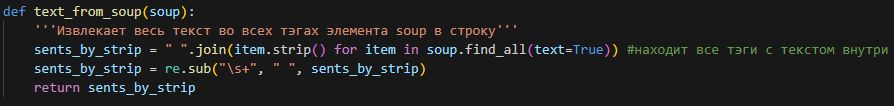 def text_from_soup(soup):
    '''Извлекает весь текст во всех тэгах элемента soup в строку'''
    sents_by_strip = " ".join(item.strip() for item in soup.find_all(text=True)) #находит все тэги с текстом внутри
    sents_by_strip = re.sub("\s+", " ", sents_by_strip)
    return sents_by_strip